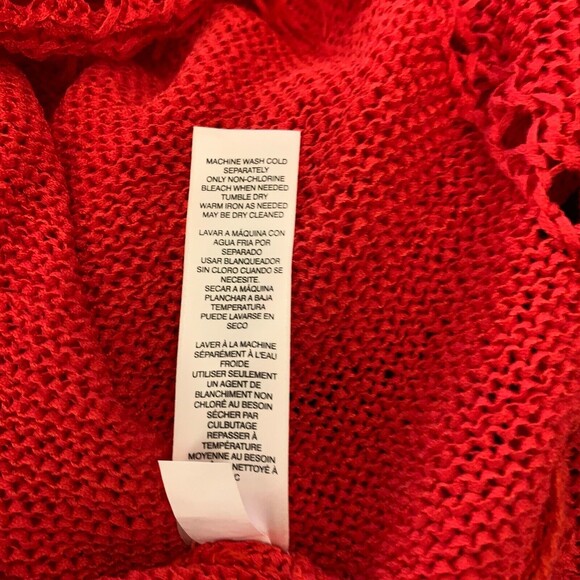 MACHINE WASH COLD
SEPARATELY
ONLY NON-CHLORINE
BLEACH WHEN NEEDED
TUMBLE DRY
WARM IRON AS NEEDED
MAY BE DRY CLEANED
LAVAR A MÁQUINA CON
AGUA FRIA POR
SEPARADO
USAR BLANQUEADOR
SIN CLORO CUANDO SE
NECESITE.
SECAR A MÁQUINA
PLANCHAR A BAJA
TEMPERATURA
PUEDE LAVARSE EN
SECO
LAVER À LA MACHINE
SÉPARÉMENT À L'EAU
FROIDE
UTILISER SEULEMENT
UN AGENT DE
BLANCHIMENT NON
CHLORÉ AU BESOIN
SÉCHER PAR
CULBUTAGE
REPASSER À
TEMPÉRATURE
MOYENNE AU BESOIN
NETTOYÉ À